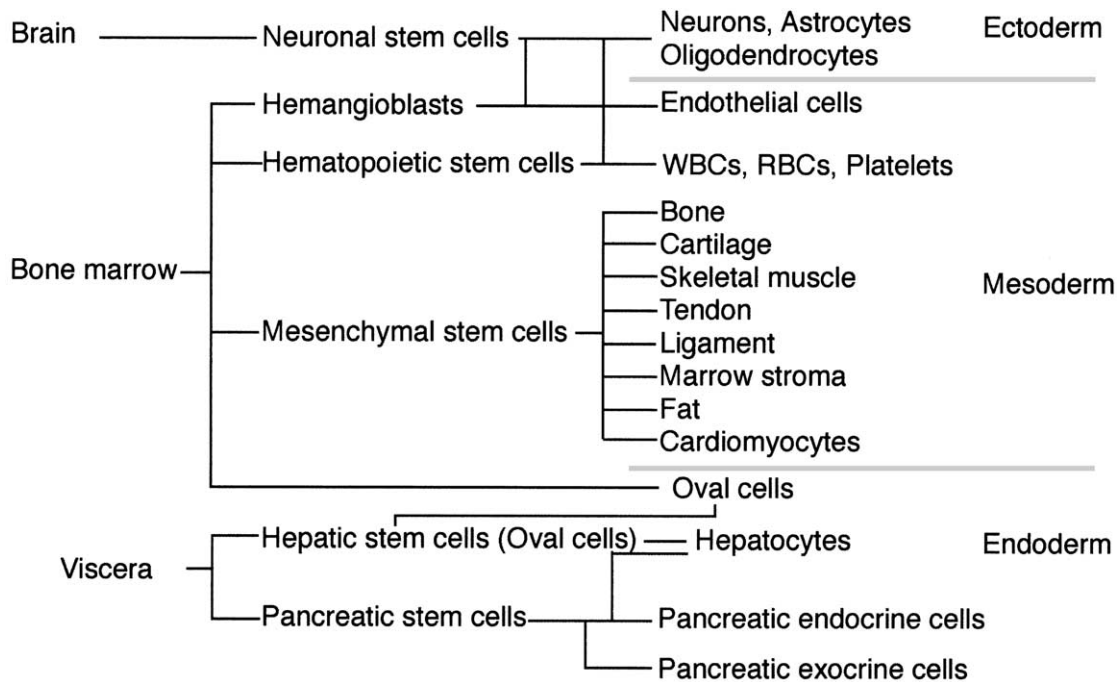 Brain
Neuronal stem cells
Neurons, Astrocytes
Oligodendrocytes
Ectoderm
Hemangioblasts
Endothelial cells
Hematopoietic stem cells
WBCs, RBCs, Platelets
Bone marrow
Mesenchymal stem cells
Bone
Cartilage
Skeletal muscle
Tendon
Ligament
Marrow stroma
Fat
Cardiomyocytes
Mesoderm
Oval cells
Viscera
Hepatic stem cells (Oval cells)
Hepatocytes
Endoderm
Pancreatic stem cells
Pancreatic endocrine cells
Pancreatic exocrine cells